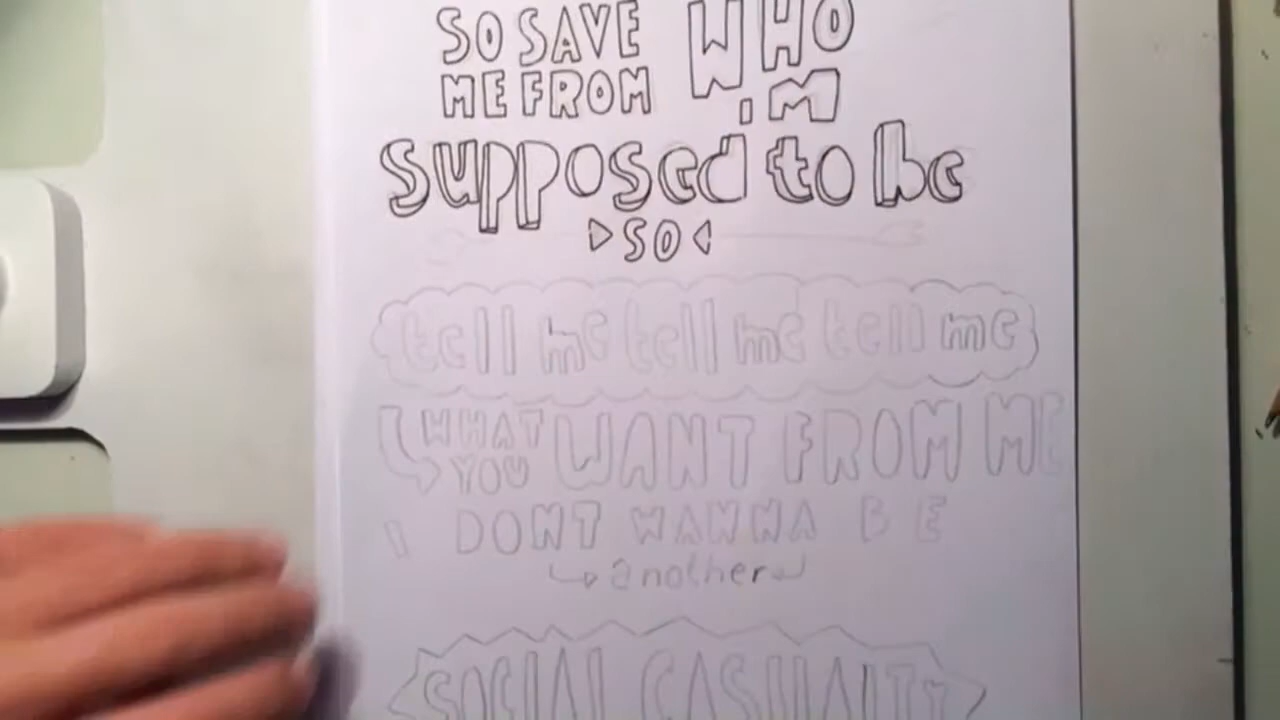 SO SAVE WHO
ME FROM I'M
supposed to be
SO
tell me tell me tell me
WHAT YOU WANT FROM ME
I DONT WANNA BE
another
SOCIAL CASUALTY